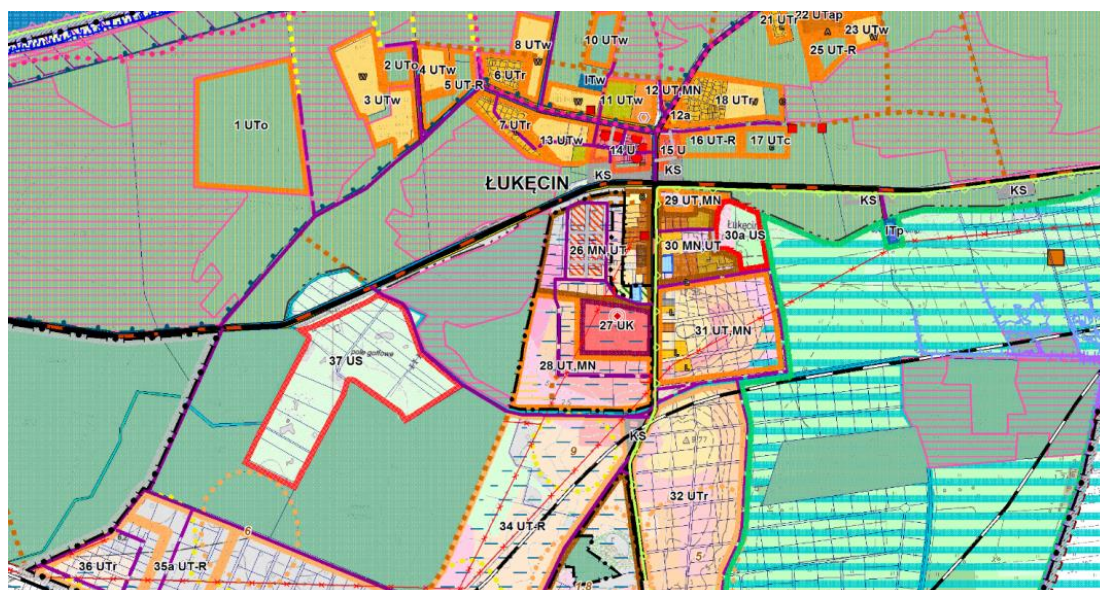 8 UTw
10 UTw
21 UTr
22 UTap
23 UTw
W
2 UTo
4 UTw
6 UTr
W
A
W
25 UT-R
W
5 UT-R
ITw
3 UTw
11 UTw
12 UT,MN
18 UTr
1 UTo
7 UTr
12a
13 UTw
14 U
15 U
16 UT-R
17 UTc
ŁUKĘCIN
KS
KS
KS
KS
29 UT,MN
Łukęcin
26 MN,UT
30 MN,UT
30a US
ITp
27 UK
31 UT,MN
37 US
pole golfowe
28 UT,MN
KS
9
32 UTr
34 UT-R
6
5
36 UTr
35a UT-R